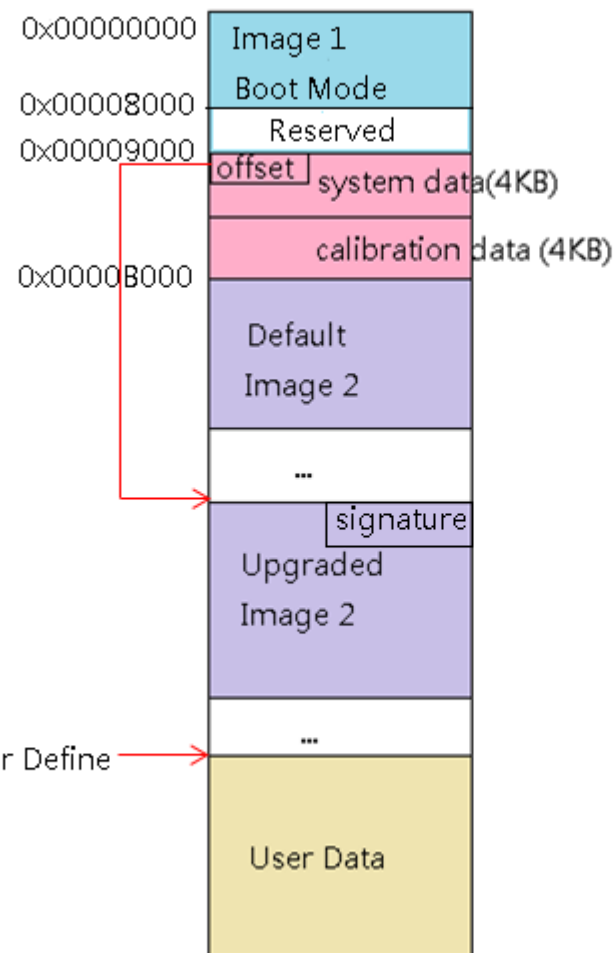 0x00000000
Image 1
Boot Mode
0x00008000
Reserved
0x00009000
offset
system data(4KB)
calibration data (4KB)
0x0000B000
Default
Image 2
...
signature
Upgraded
Image 2
...
r Define
User Data